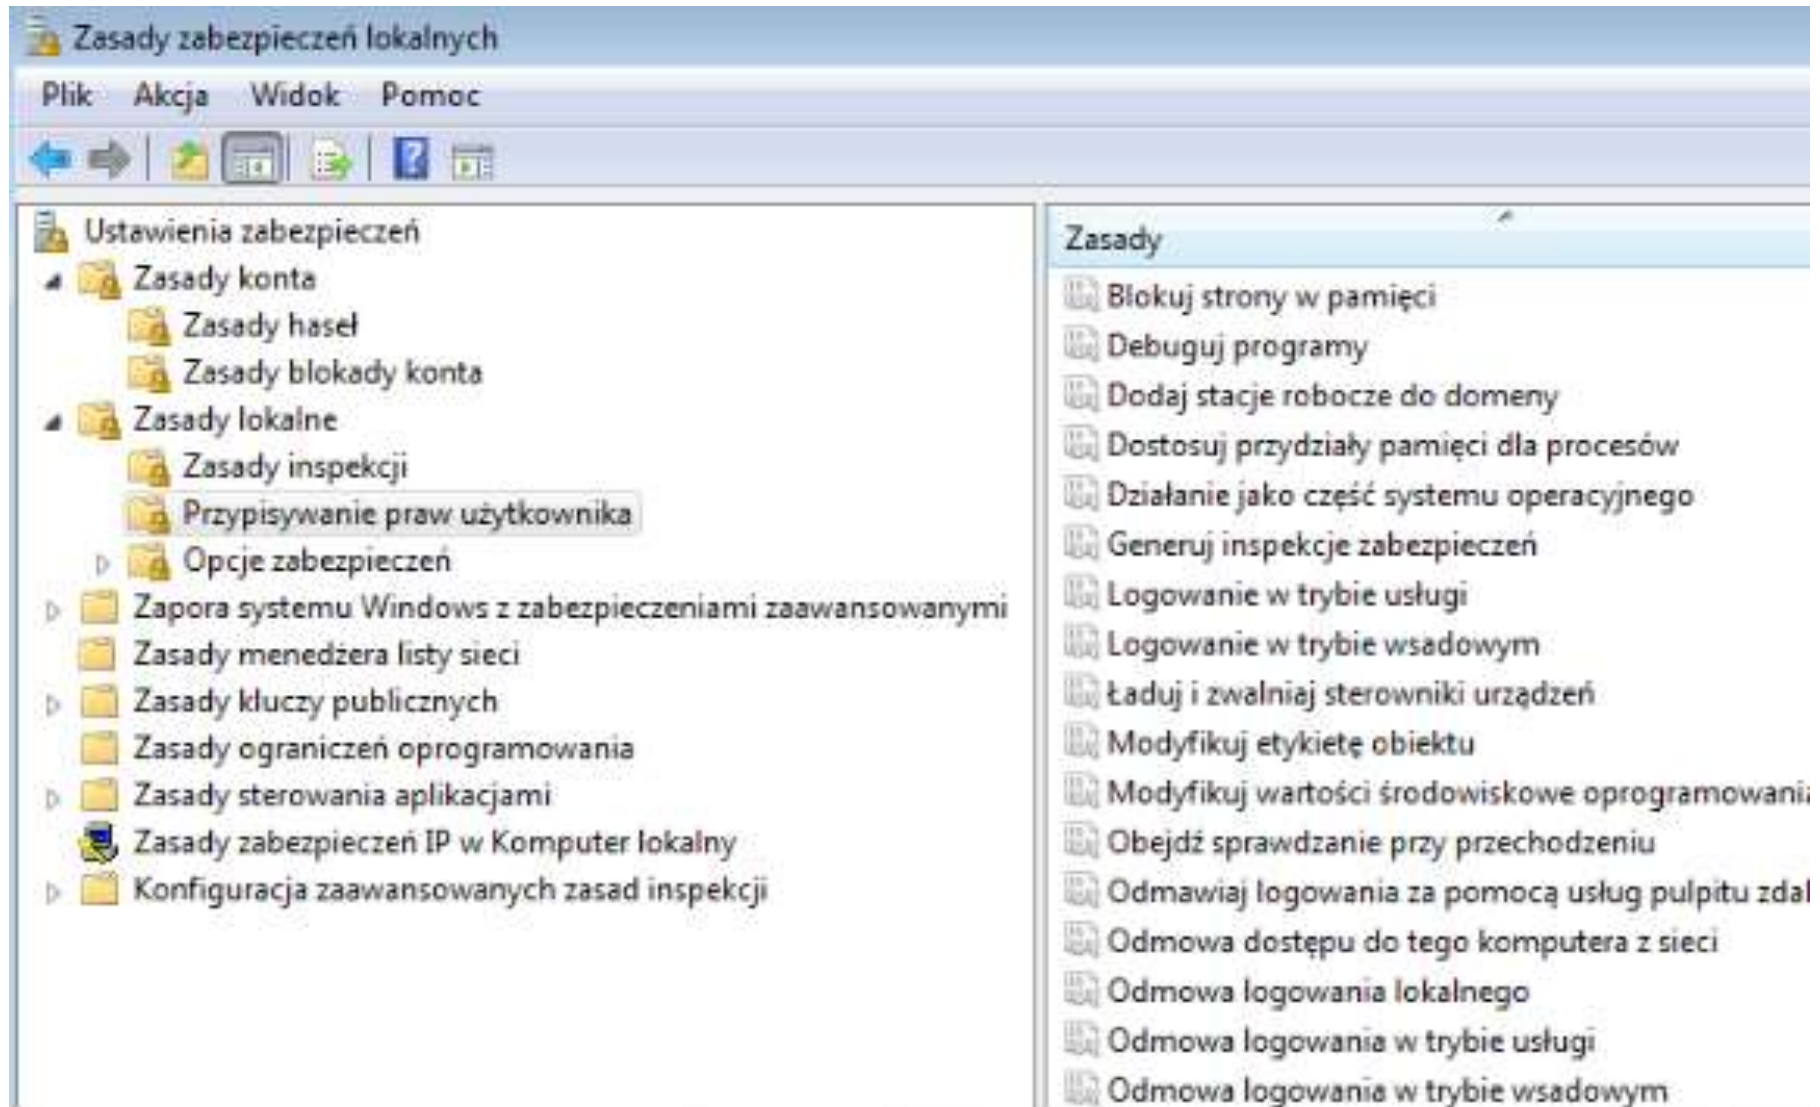 Zasady zabezpieczeń lokalnych
Plik Akcja Widok Pomoc
Ustawienia zabezpieczeń
Zasady konta
Zasady haseł
Zasady blokady konta
Zasady lokalne
Zasady inspekcji
Przypisywanie praw użytkownika
Opcje zabezpieczeń
Zapora systemu Windows z zabezpieczeniami zaawansowanymi
Zasady menedżera listy sieci
Zasady kluczy publicznych
Zasady ograniczeń oprogramowania
Zasady sterowania aplikacjami
Zasady zabezpieczeń IP w Komputer lokalny
Konfiguracja zaawansowanych zasad inspekcji
Zasady
Blokuj strony w pamięci
Debuguj programy
Dodaj stacje robocze do domeny
Dostosuj przydziały pamięci dla procesów
Działanie jako część systemu operacyjnego
Generuj inspekcje zabezpieczeń
Logowanie w trybie usługi
Logowanie w trybie wsadowym
Ładuj i zwalniaj sterowniki urządzeń
Modyfikuj etykietę obiektu
Modyfikuj wartości środowiskowe oprogramowania
Obejdź sprawdzanie przy przechodzeniu
Odmawiaj logowania za pomocą usług pulpitu zdal
Odmowa dostępu do tego komputera z sieci
Odmowa logowania lokalnego
Odmowa logowania w trybie usługi
Odmowa logowania w trybie wsadowym